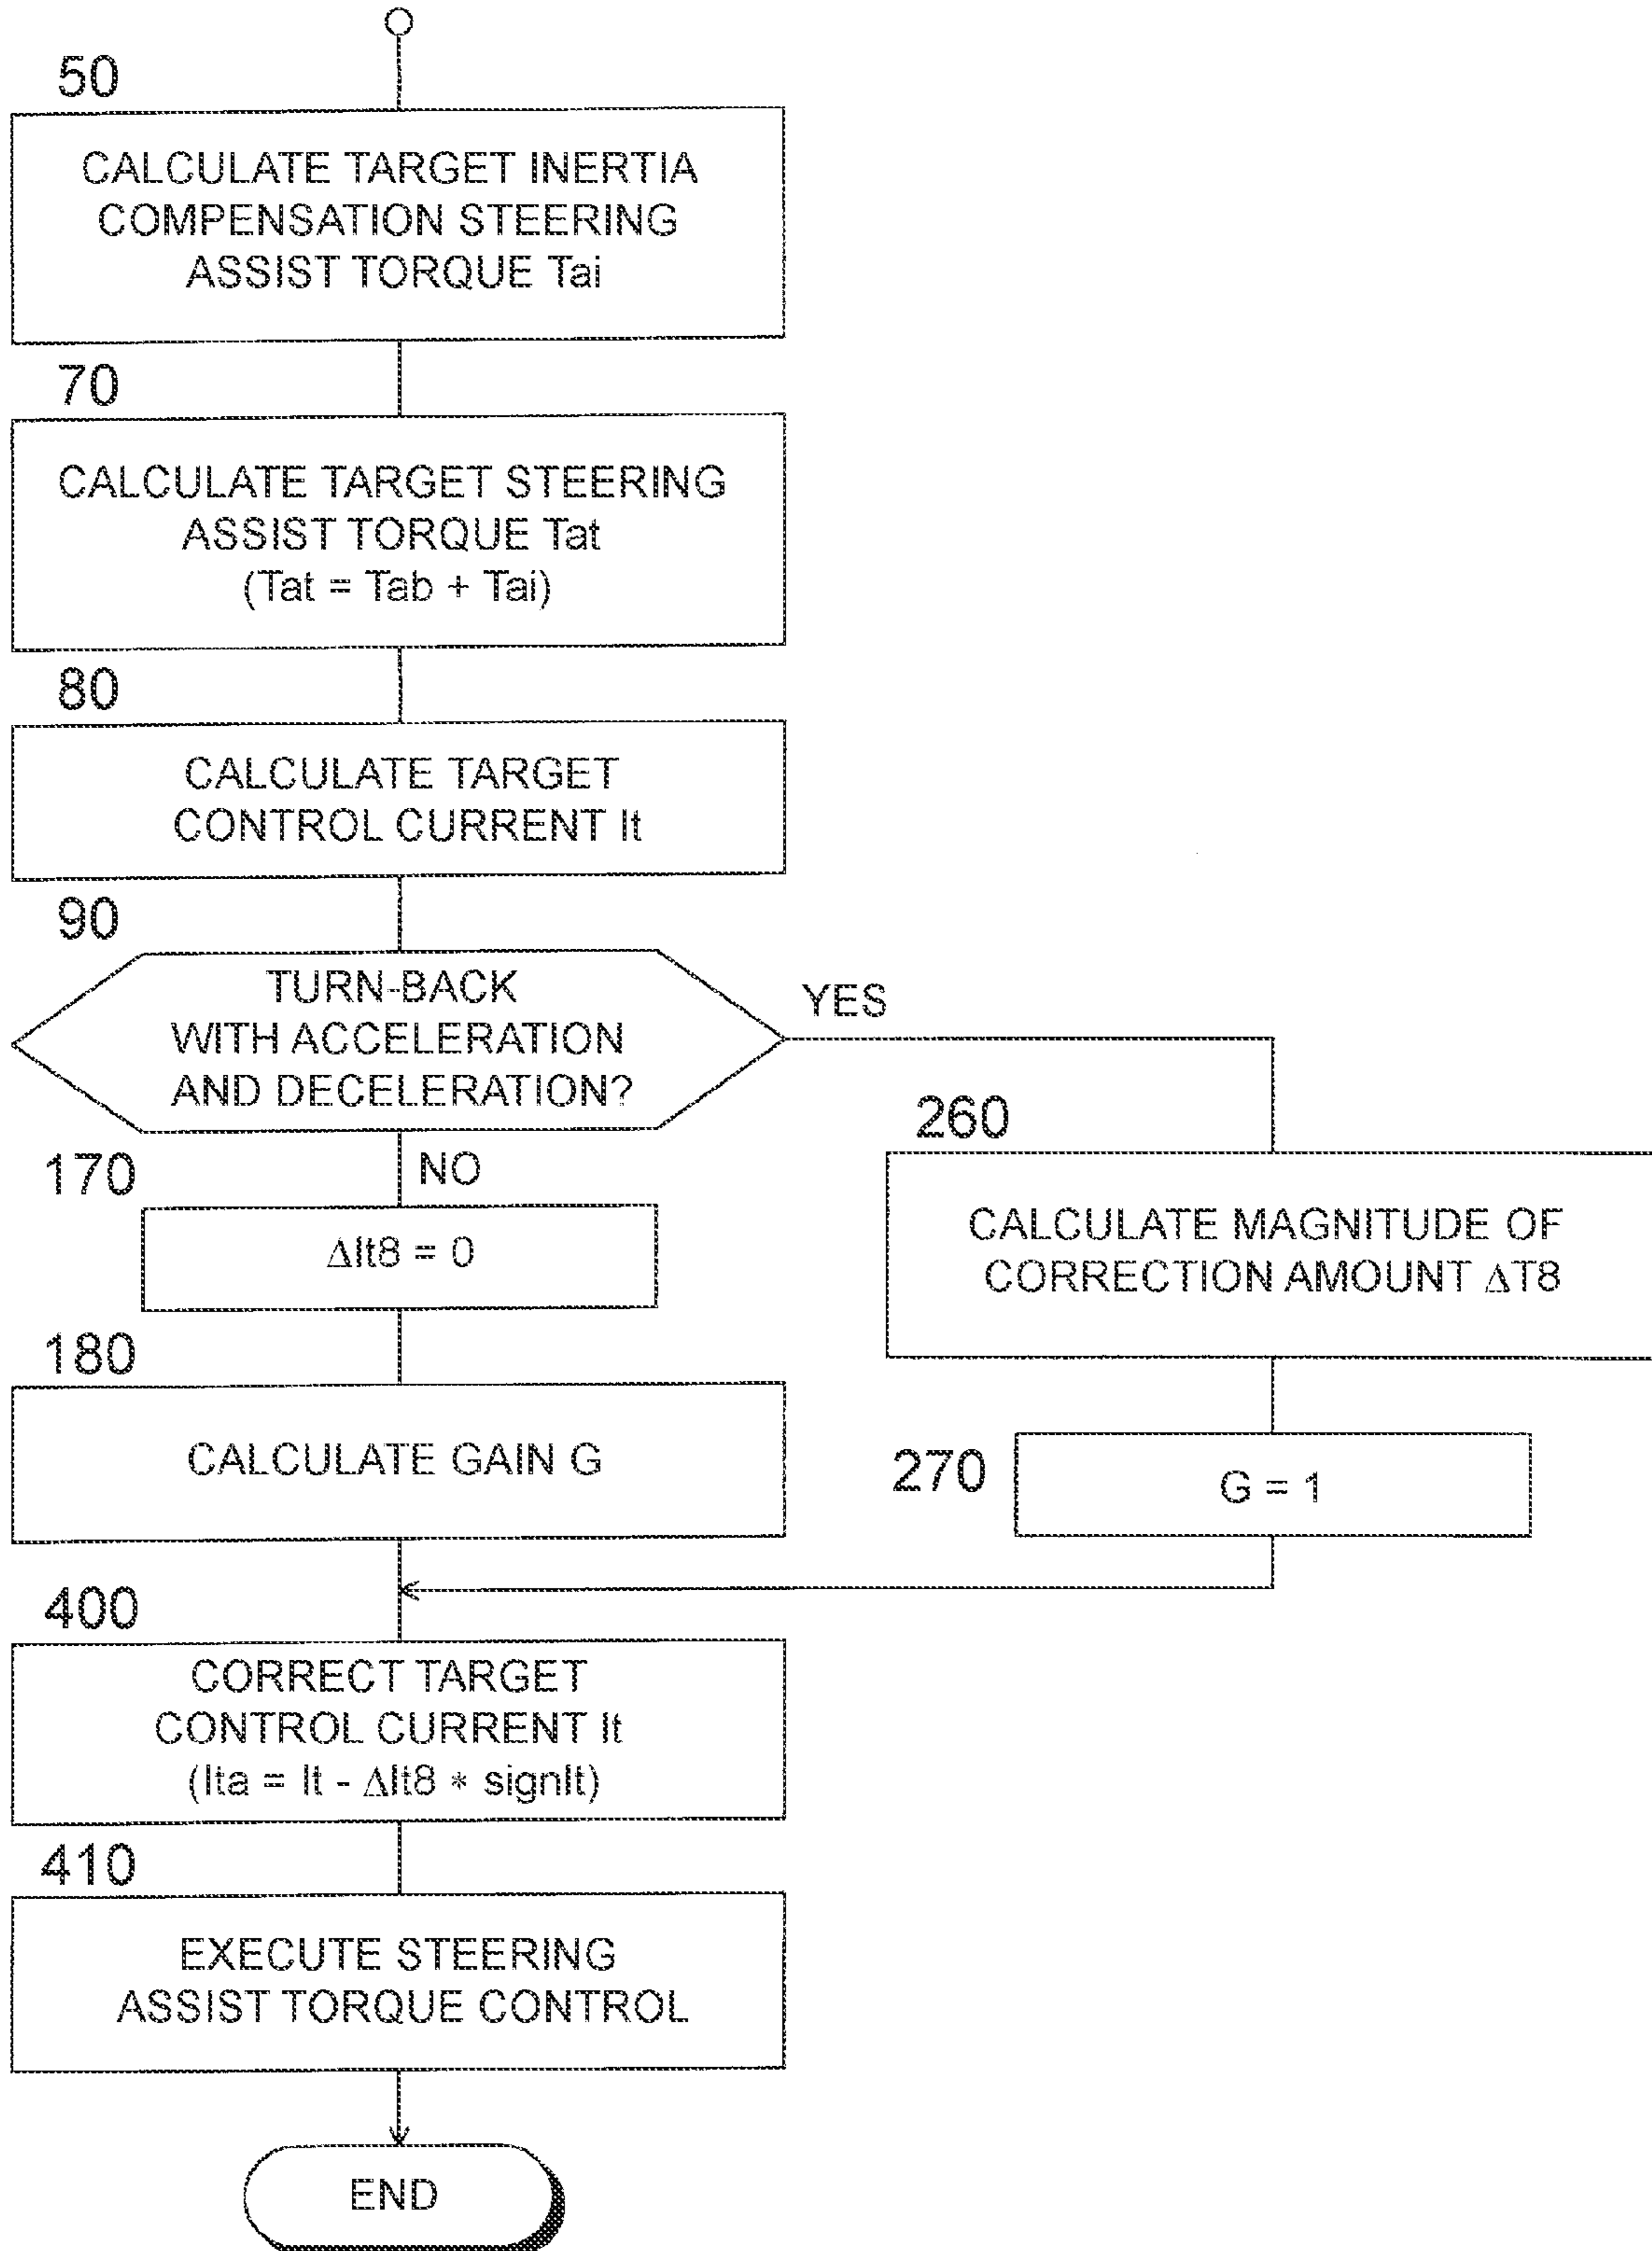 50
CALCULATE TARGET INERTIA
COMPENSATION STEERING
ASSIST TORQUE Tai
70
CALCULATE TARGET STEERING
ASSIST TORQUE Tat
(Tat = Tab + Tai)
80
CALCULATE TARGET
CONTROL CURRENT It
90
TURN-BACK
WITH ACCELERATION
AND DECELERATION?
YES
NO
170
ΔIt8 = 0
180
CALCULATE GAIN G
260
CALCULATE MAGNITUDE OF
CORRECTION AMOUNT ΔT8
270
G = 1
400
CORRECT TARGET
CONTROL CURRENT It
(Ita = It - ΔIt8 * signIt)
410
EXECUTE STEERING
ASSIST TORQUE CONTROL
END